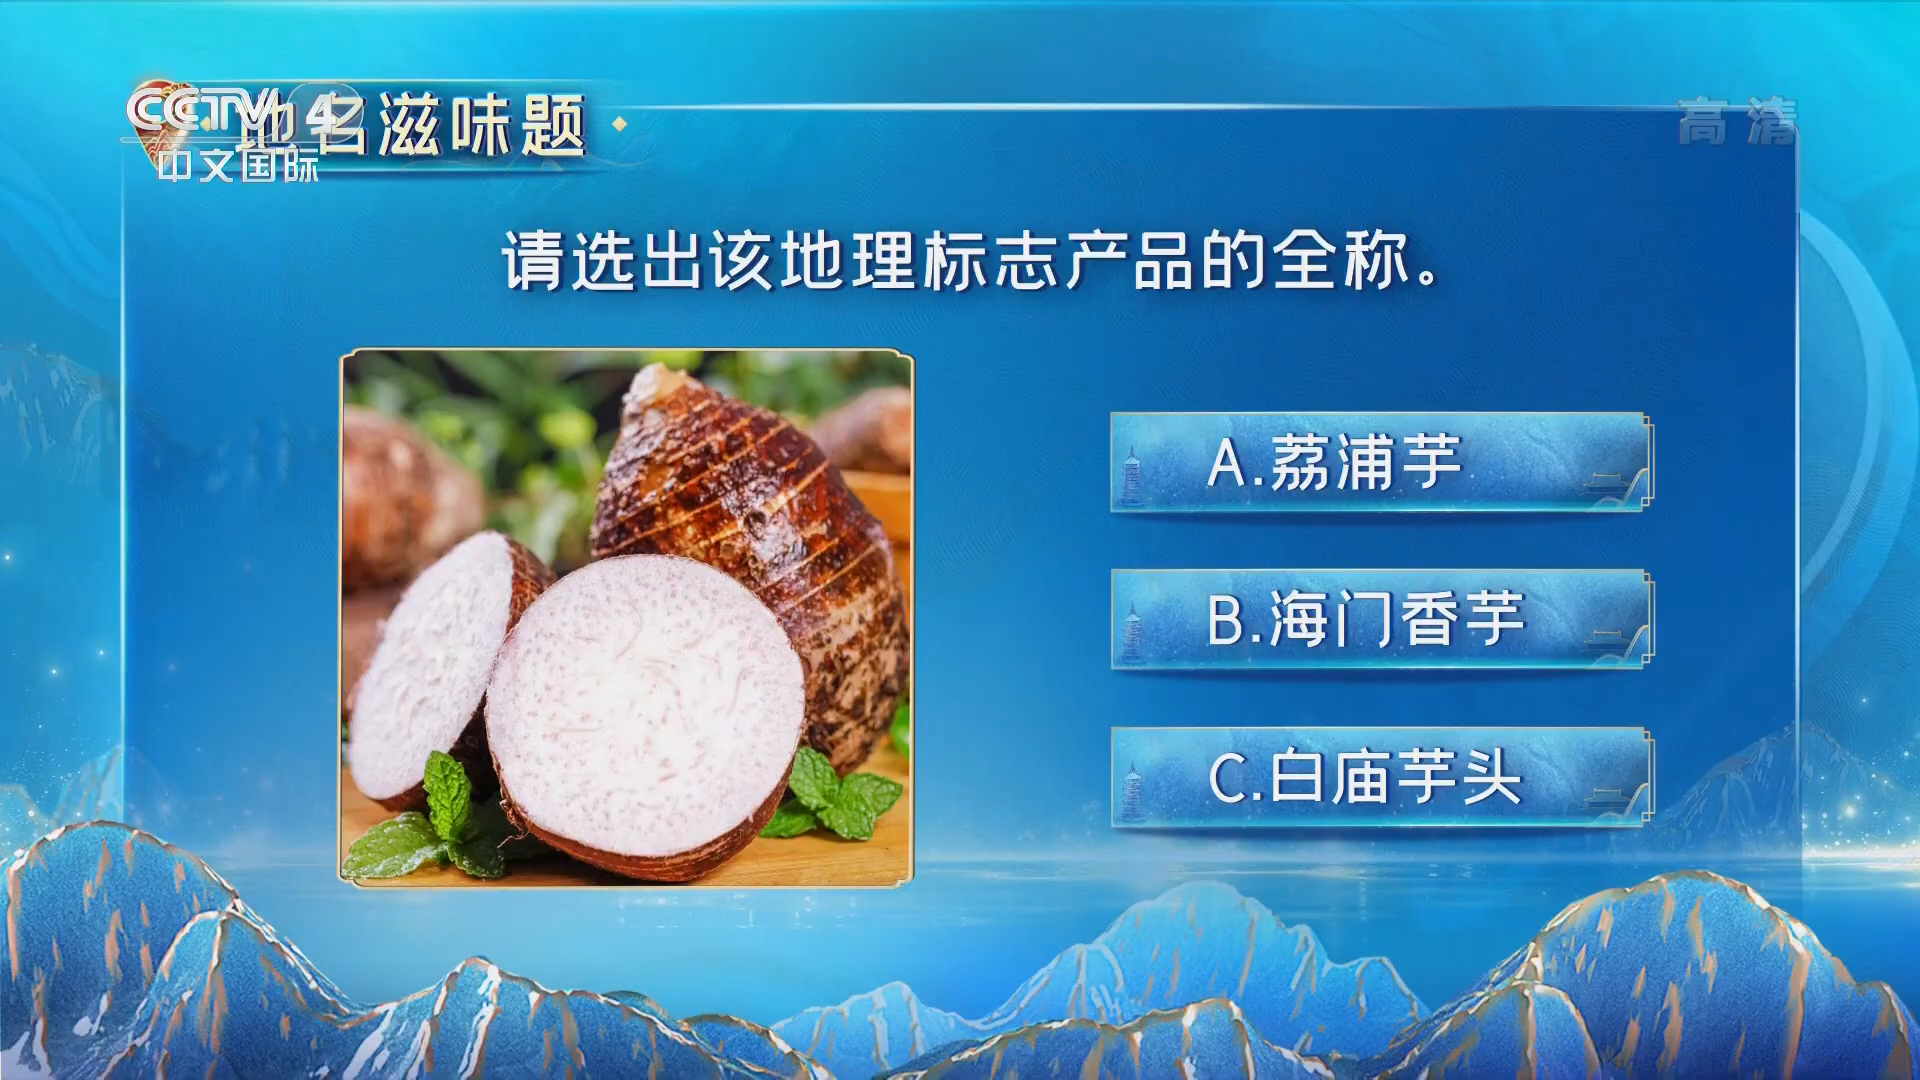 CCTV 4
中文国际
地名滋味题
高清
请选出该地理标志产品的全称。
A.荔浦芋
B.海门香芋
C.白庙芋头